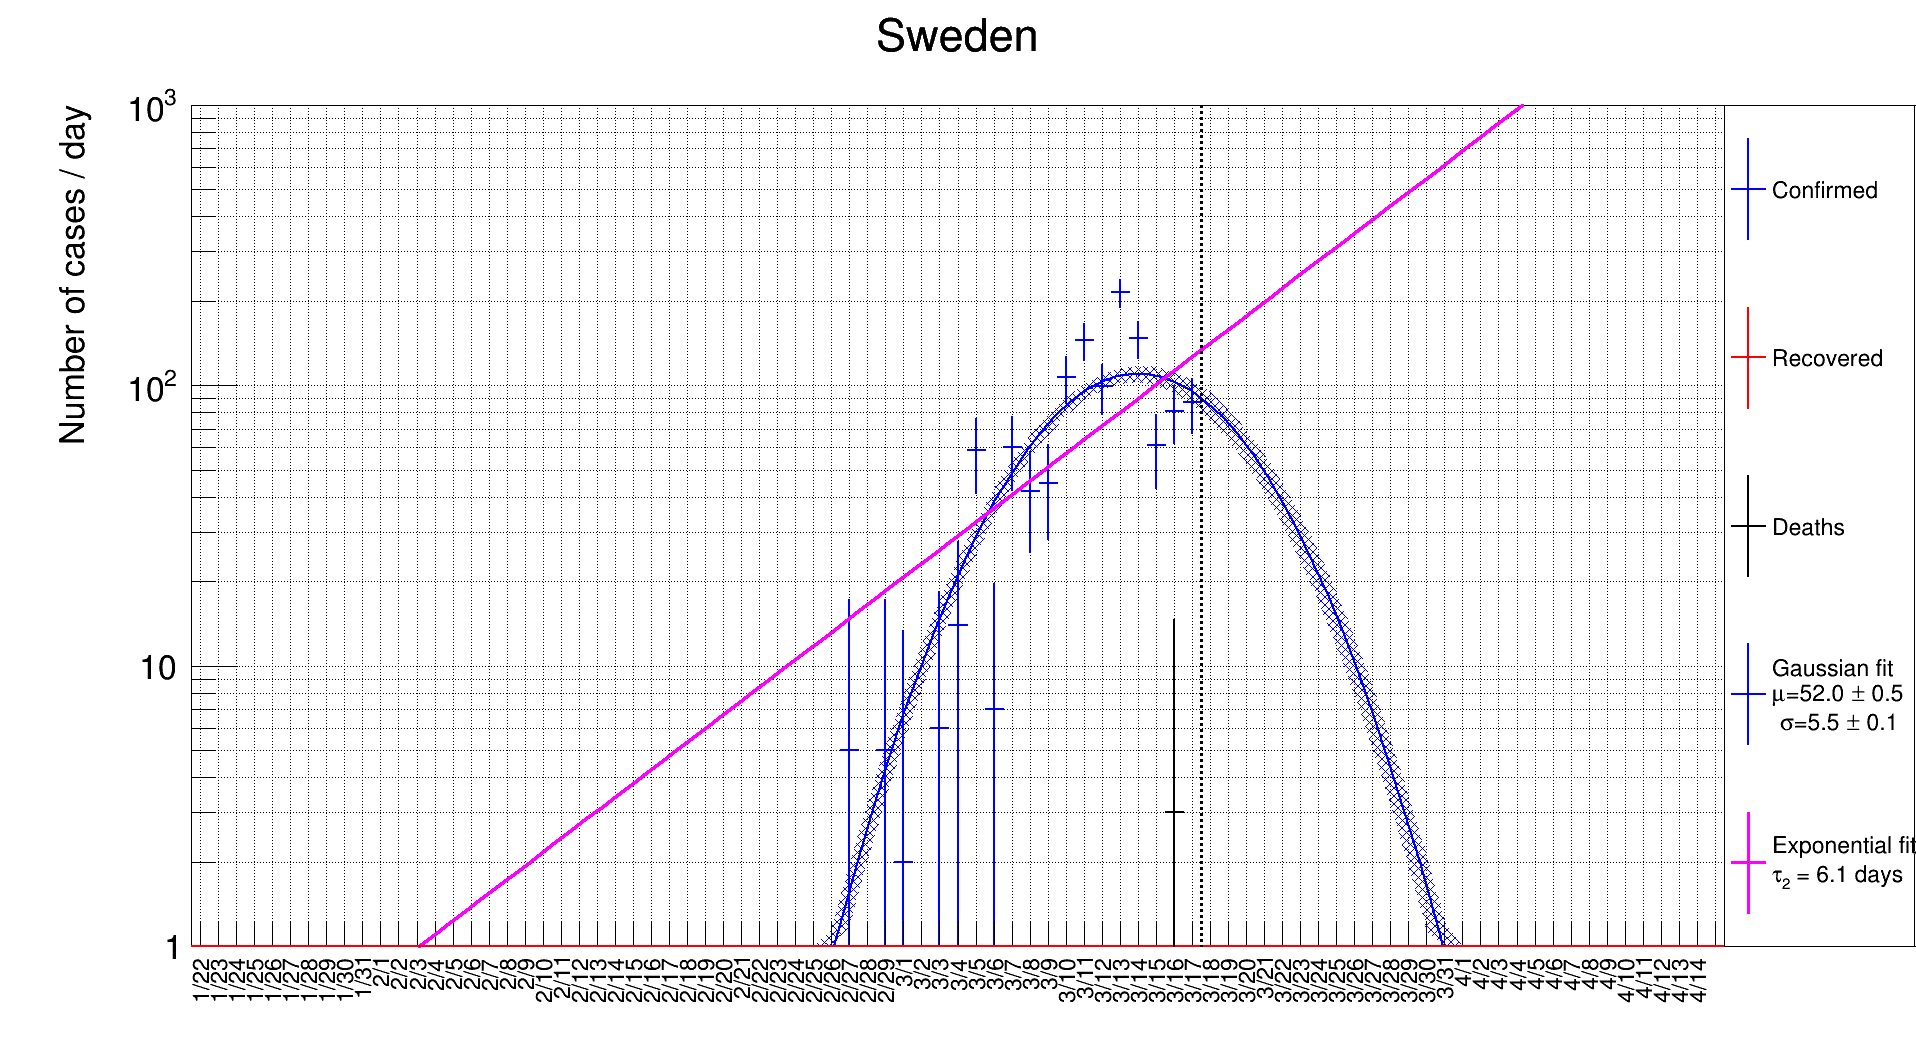 Sweden
Number of cases / day
10³
10²
10
1
1/22 1/23 1/24 1/25 1/26 1/27 1/28 1/29 1/30 1/31 2/1 2/2 2/3 2/4 2/5 2/6 2/7 2/8 2/9 2/10 2/11 2/12 2/13 2/14 2/15 2/16 2/17 2/18 2/19 2/20 2/21 2/22 2/23 2/24 2/25 2/26 2/27 2/28 2/29 3/1 3/2 3/3 3/4 3/5 3/6 3/7 3/8 3/9 3/10 3/11 3/12 3/13 3/14 3/15 3/16 3/17 3/18 3/19 3/20 3/21 3/22 3/23 3/24 3/25 3/26 3/27 3/28 3/29 3/30 3/31 4/1 4/2 4/3 4/4 4/5 4/6 4/7 4/8 4/9 4/10 4/11 4/12 4/13 4/14
Confirmed
Recovered
Deaths
Gaussian fit
μ=52.0 ± 0.5
σ=5.5 ± 0.1
Exponential fit
τ₂ = 6.1 days